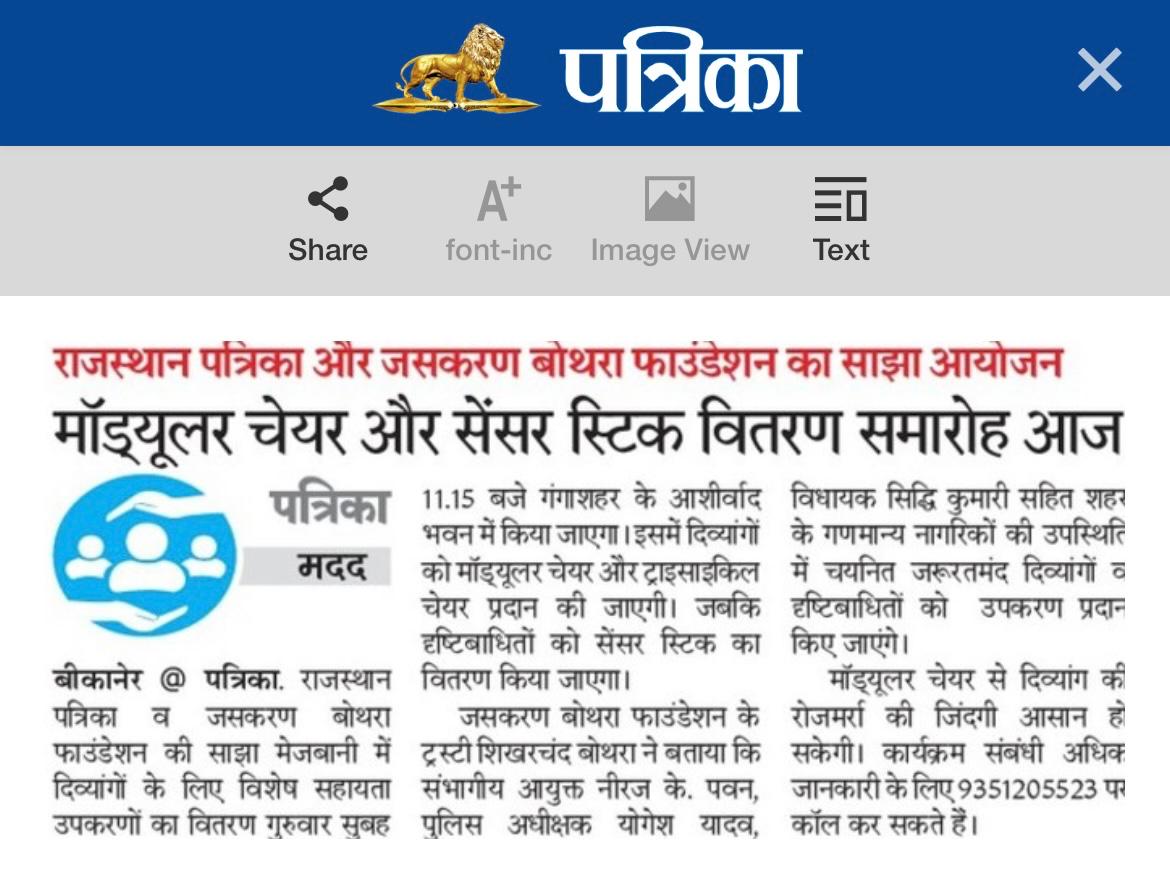 पत्रिका
Share
A+
font-inc
Image View
Text
राजस्थान पत्रिका और जसकरण बोथरा फाउंडेशन का साझा आयोजन
मॉड्यूलर चेयर और सेंसर स्टिक वितरण समारोह आज
पत्रिका
मदद
बीकानेर @ पत्रिका. राजस्थान
पत्रिका व जसकरण बोथरा
फाउंडेशन की साझा मेजबानी में
दिव्यांगों के लिए विशेष सहायता
उपकरणों का वितरण गुरुवार सुबह
11.15 बजे गंगाशहर के आशीर्वाद
भवन में किया जाएगा। इसमें दिव्यांगों
को मॉड्यूलर चेयर और ट्राइसाइकिल
चेयर प्रदान की जाएगी। जबकि
दृष्टिबाधितों को सेंसर स्टिक का
वितरण किया जाएगा।
जसकरण बोथरा फाउंडेशन के
ट्रस्टी शिखरचंद बोथरा ने बताया कि
संभागीय आयुक्त नीरज के. पवन,
पुलिस अधीक्षक योगेश यादव,
विधायक सिद्धि कुमारी सहित शहर
के गणमान्य नागरिकों की उपस्थिति
में चयनित जरूरतमंद दिव्यांगों व
दृष्टिबाधितों को उपकरण प्रदान
किए जाएंगे।
मॉड्यूलर चेयर से दिव्यांग की
रोजमर्रा की जिंदगी आसान हो
सकेगी। कार्यक्रम संबंधी अधिक
जानकारी के लिए 9351205523 पर
कॉल कर सकते हैं।